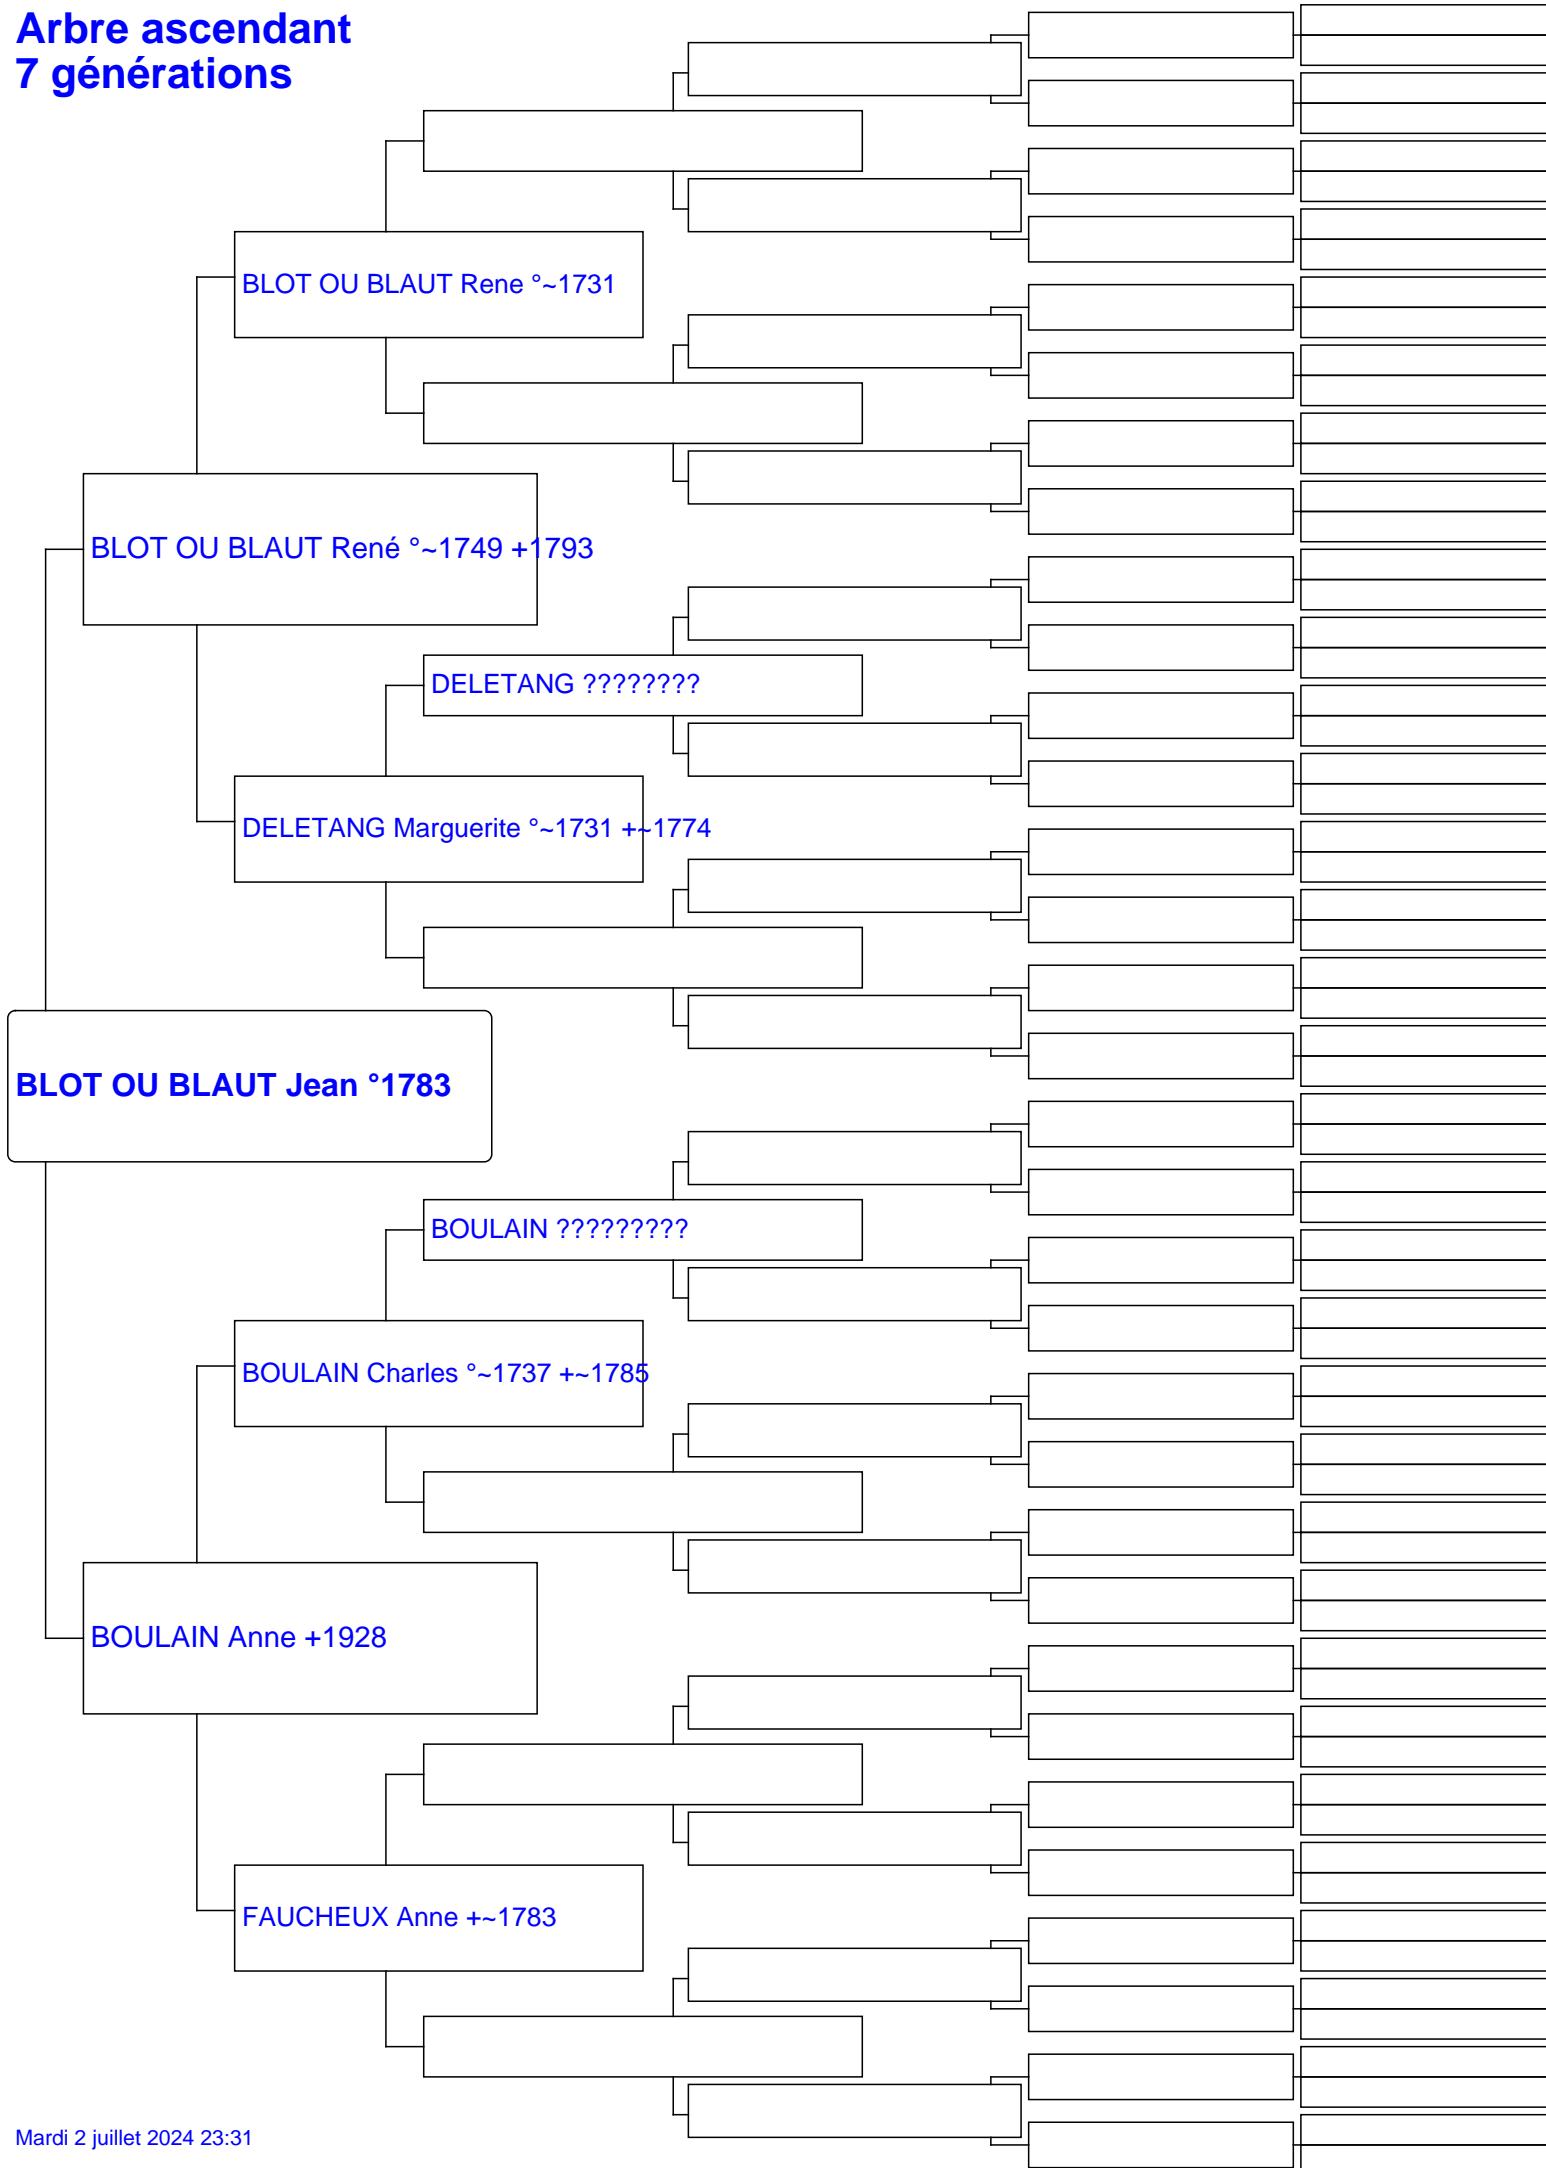 Arbre ascendant
7 générations
BLOT OU BLAUT Rene °~1731
BLOT OU BLAUT René °~1749 +1793
DELETANG ????????
DELETANG Marguerite °~1731 +~1774
BLOT OU BLAUT Jean °1783
BOULAIN ?????????
BOULAIN Charles °~1737 +~1785
BOULAIN Anne +1928
FAUCHEUX Anne +~1783
Mardi 2 juillet 2024 23:31